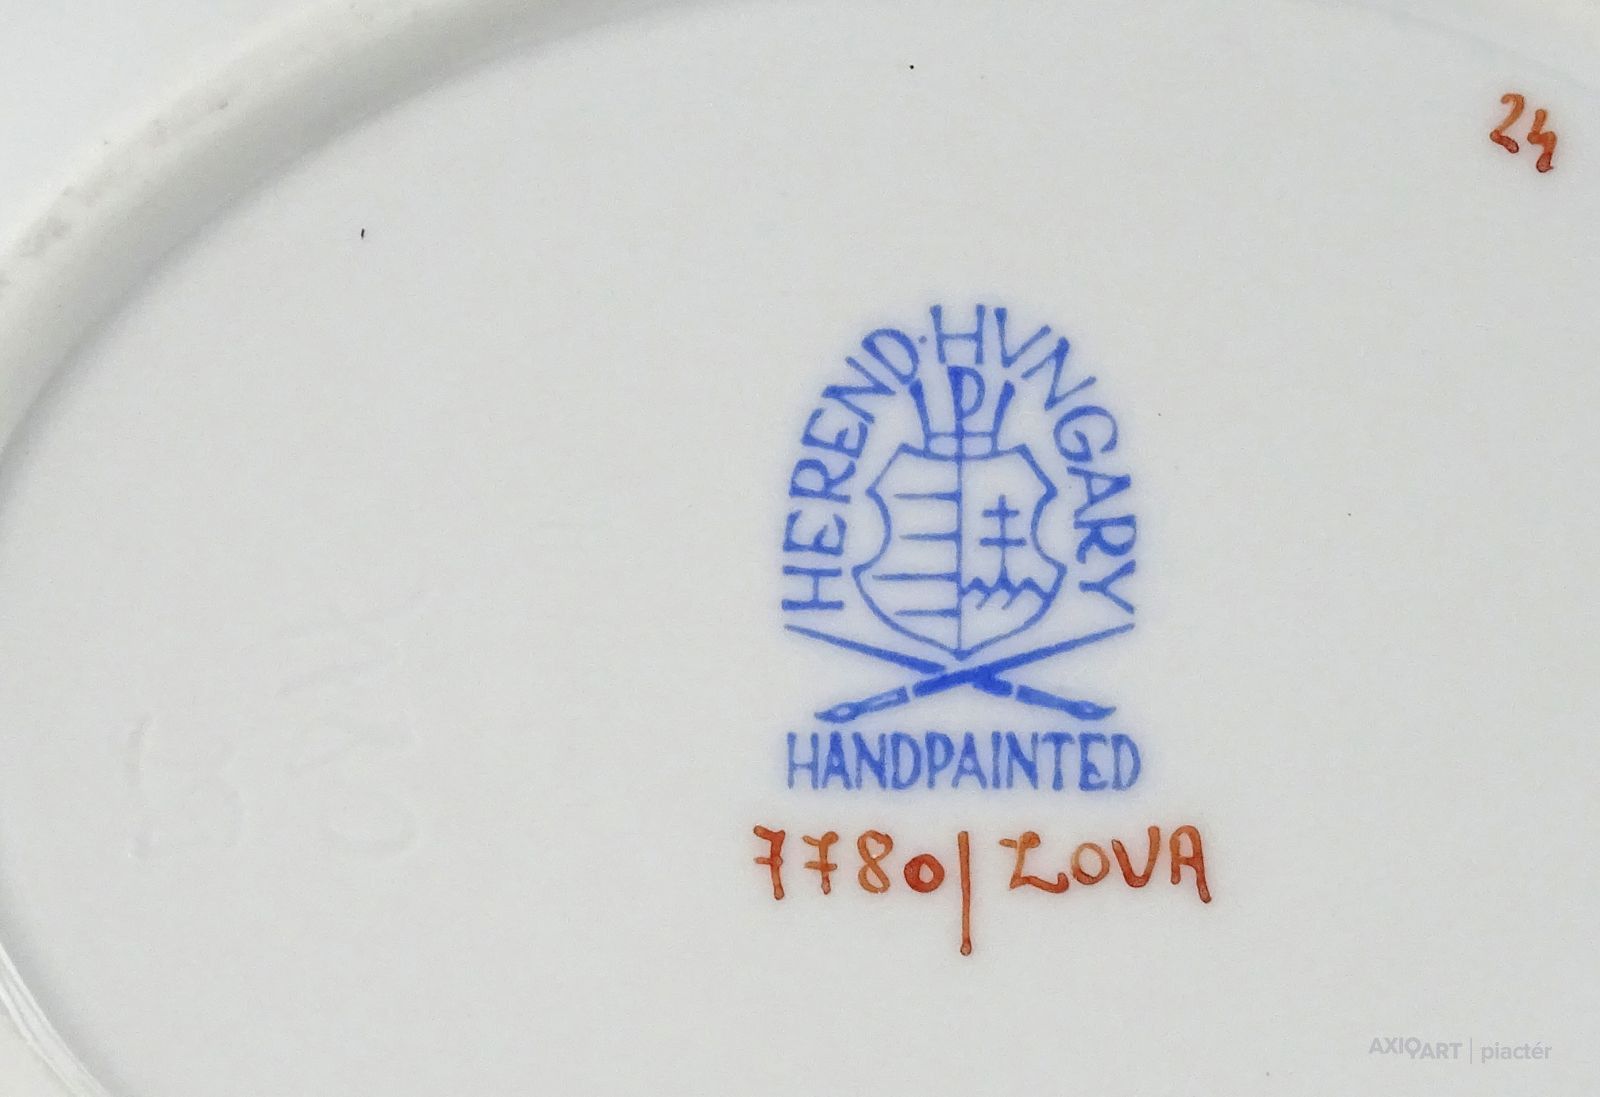 24
HEREND · HVNGARY
HANDPAINTED
7780/ZOVA
AXIOART | piactér